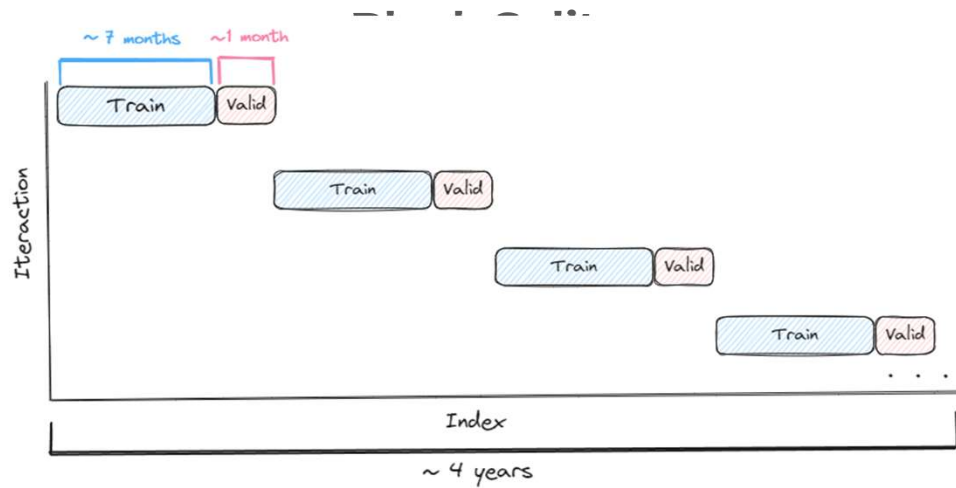 ~ 7 months ~1 month
Train Valid
Train Valid
Train Valid
Train Valid
. . .
Iteraction
Index
~ 4 years